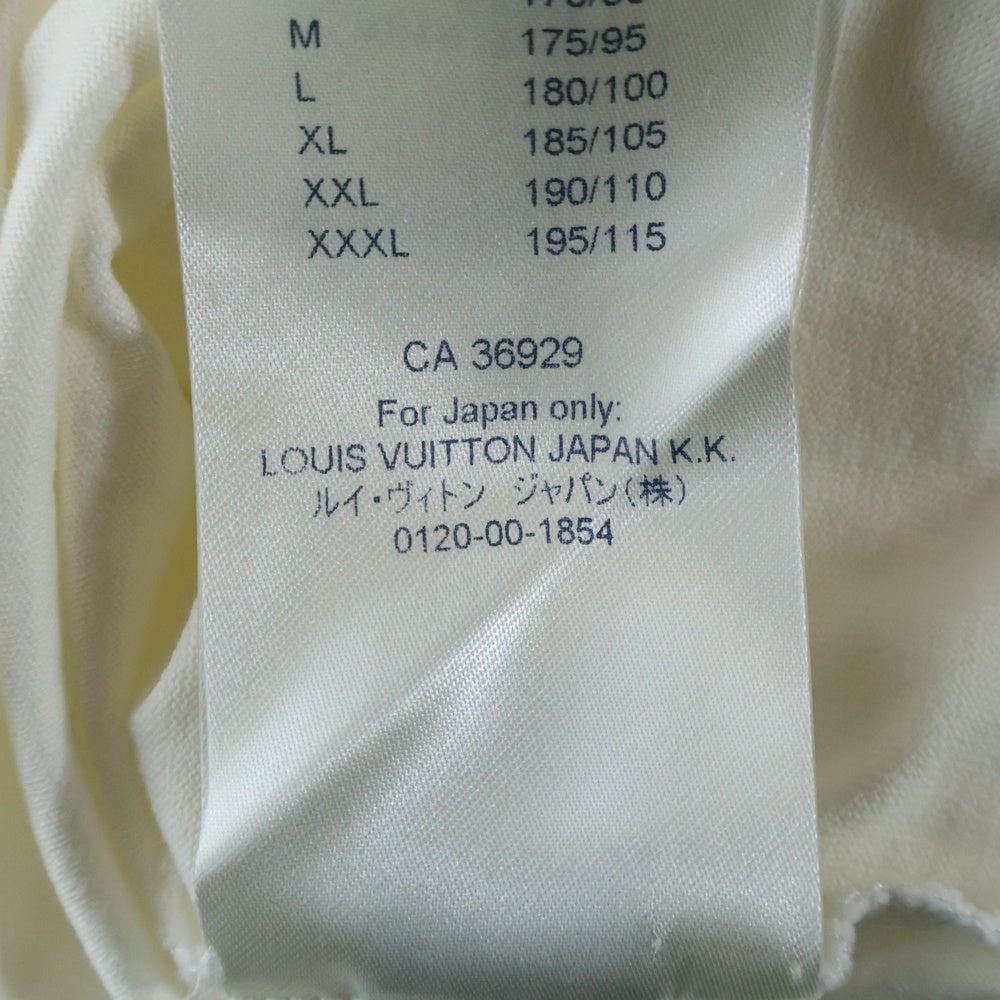 M 175/95
L 180/100
XL 185/105
XXL 190/110
XXXL 195/115
CA 36929
For Japan only:
LOUIS VUITTON JAPAN K.K.
ルイ・ヴィトン ジャパン(株)
0120-00-1854